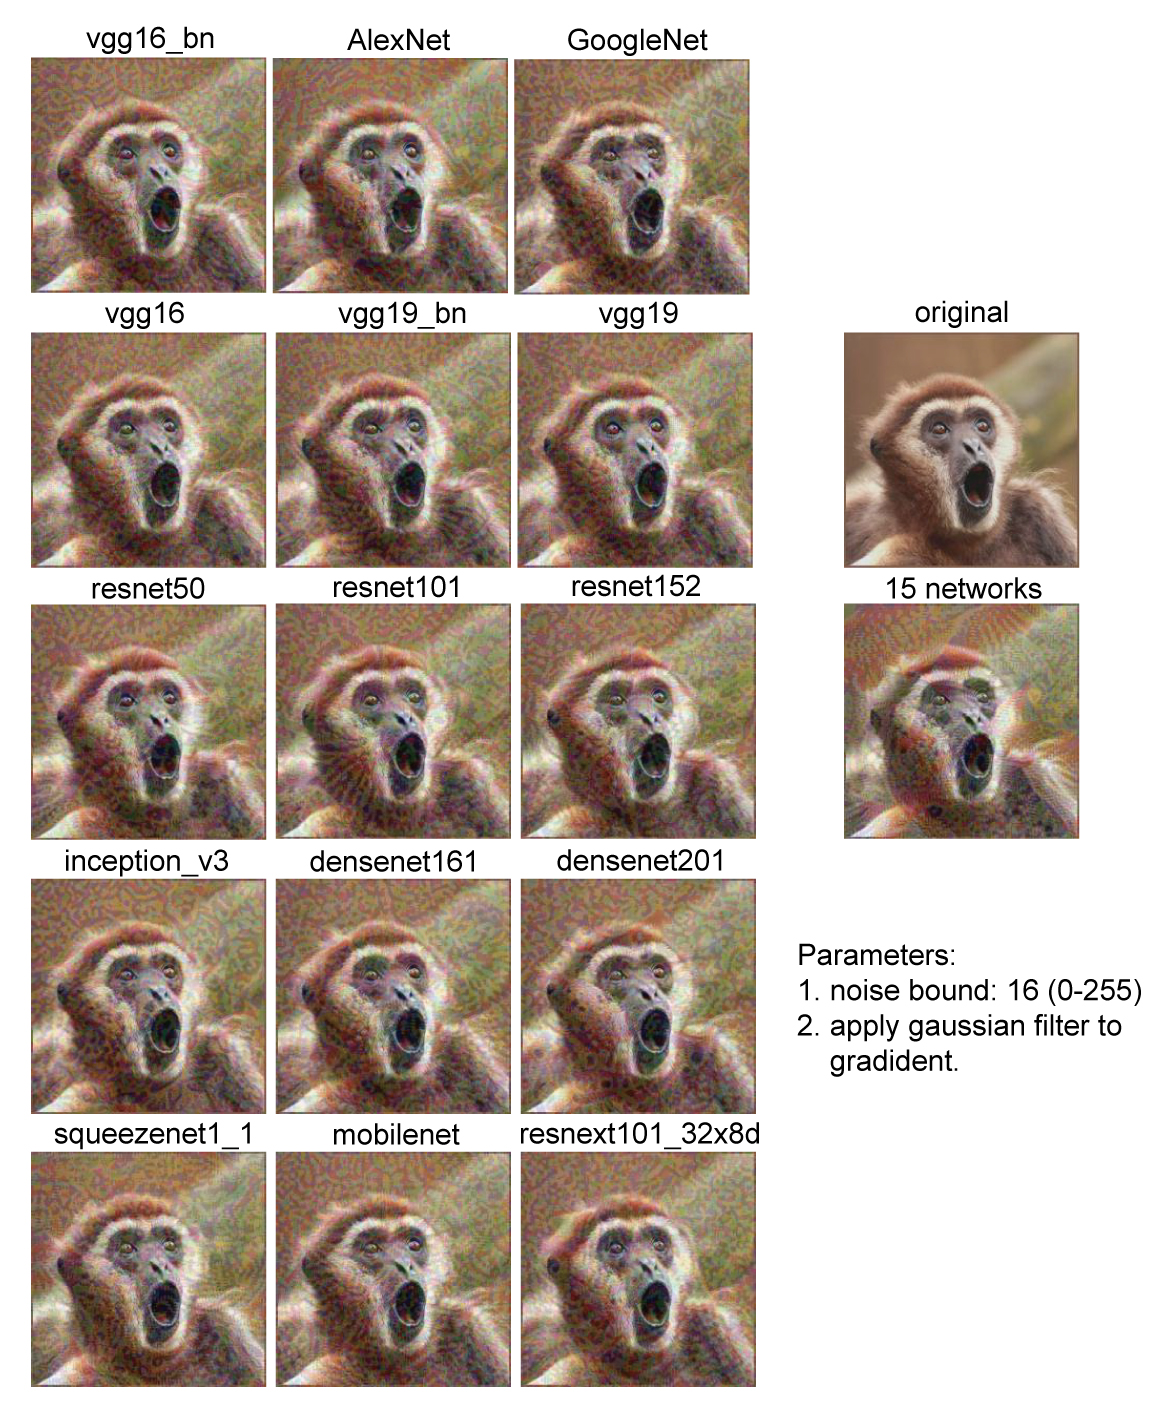 vgg16_bn AlexNet GoogleNet
vgg16 vgg19_bn vgg19 original
resnet50 resnet101 resnet152 15 networks
inception_v3 densenet161 densenet201
Parameters:
1. noise bound: 16 (0-255)
2. apply gaussian filter to
gradident.
squeezenet1_1 mobilenet resnext101_32x8d